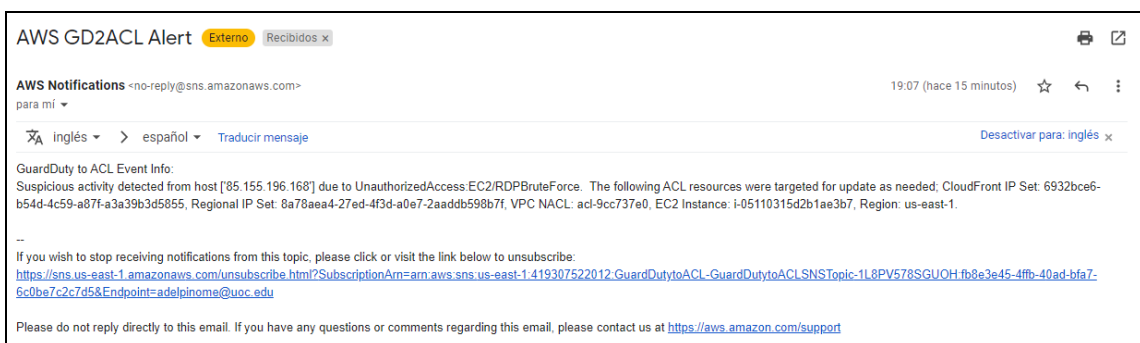 AWS GD2ACL Alert Externo Recibidos x
AWS Notifications <no-reply@sns.amazonaws.com> 19:07 (hace 15 minutos)
para mí
inglés > español Traducir mensaje Desactivar para: inglés x
GuardDuty to ACL Event Info:
Suspicious activity detected from host ['85.155.196.168'] due to UnauthorizedAccess:EC2/RDPBruteForce. The following ACL resources were targeted for update as needed; CloudFront IP Set: 6932bce6-
b54d-4c59-a87f-a3a39b3d5855, Regional IP Set: 8a78aea4-27ed-4f3d-a0e7-2aaddb598b7f, VPC NACL: acl-9cc737e0, EC2 Instance: i-05110315d2b1ae3b7, Region: us-east-1.
--
If you wish to stop receiving notifications from this topic, please click or visit the link below to unsubscribe:
https://sns.us-east-1.amazonaws.com/unsubscribe.html?SubscriptionArn=arn:aws:sns:us-east-1:419307522012:GuardDutytoACL-GuardDutytoACLSNSTopic-1L8PV578SGUOH:fb8e3e45-4ffb-40ad-bfa7-
6c0be7c2c7d5&Endpoint=adelpinome@uoc.edu
Please do not reply directly to this email. If you have any questions or comments regarding this email, please contact us at https://aws.amazon.com/support